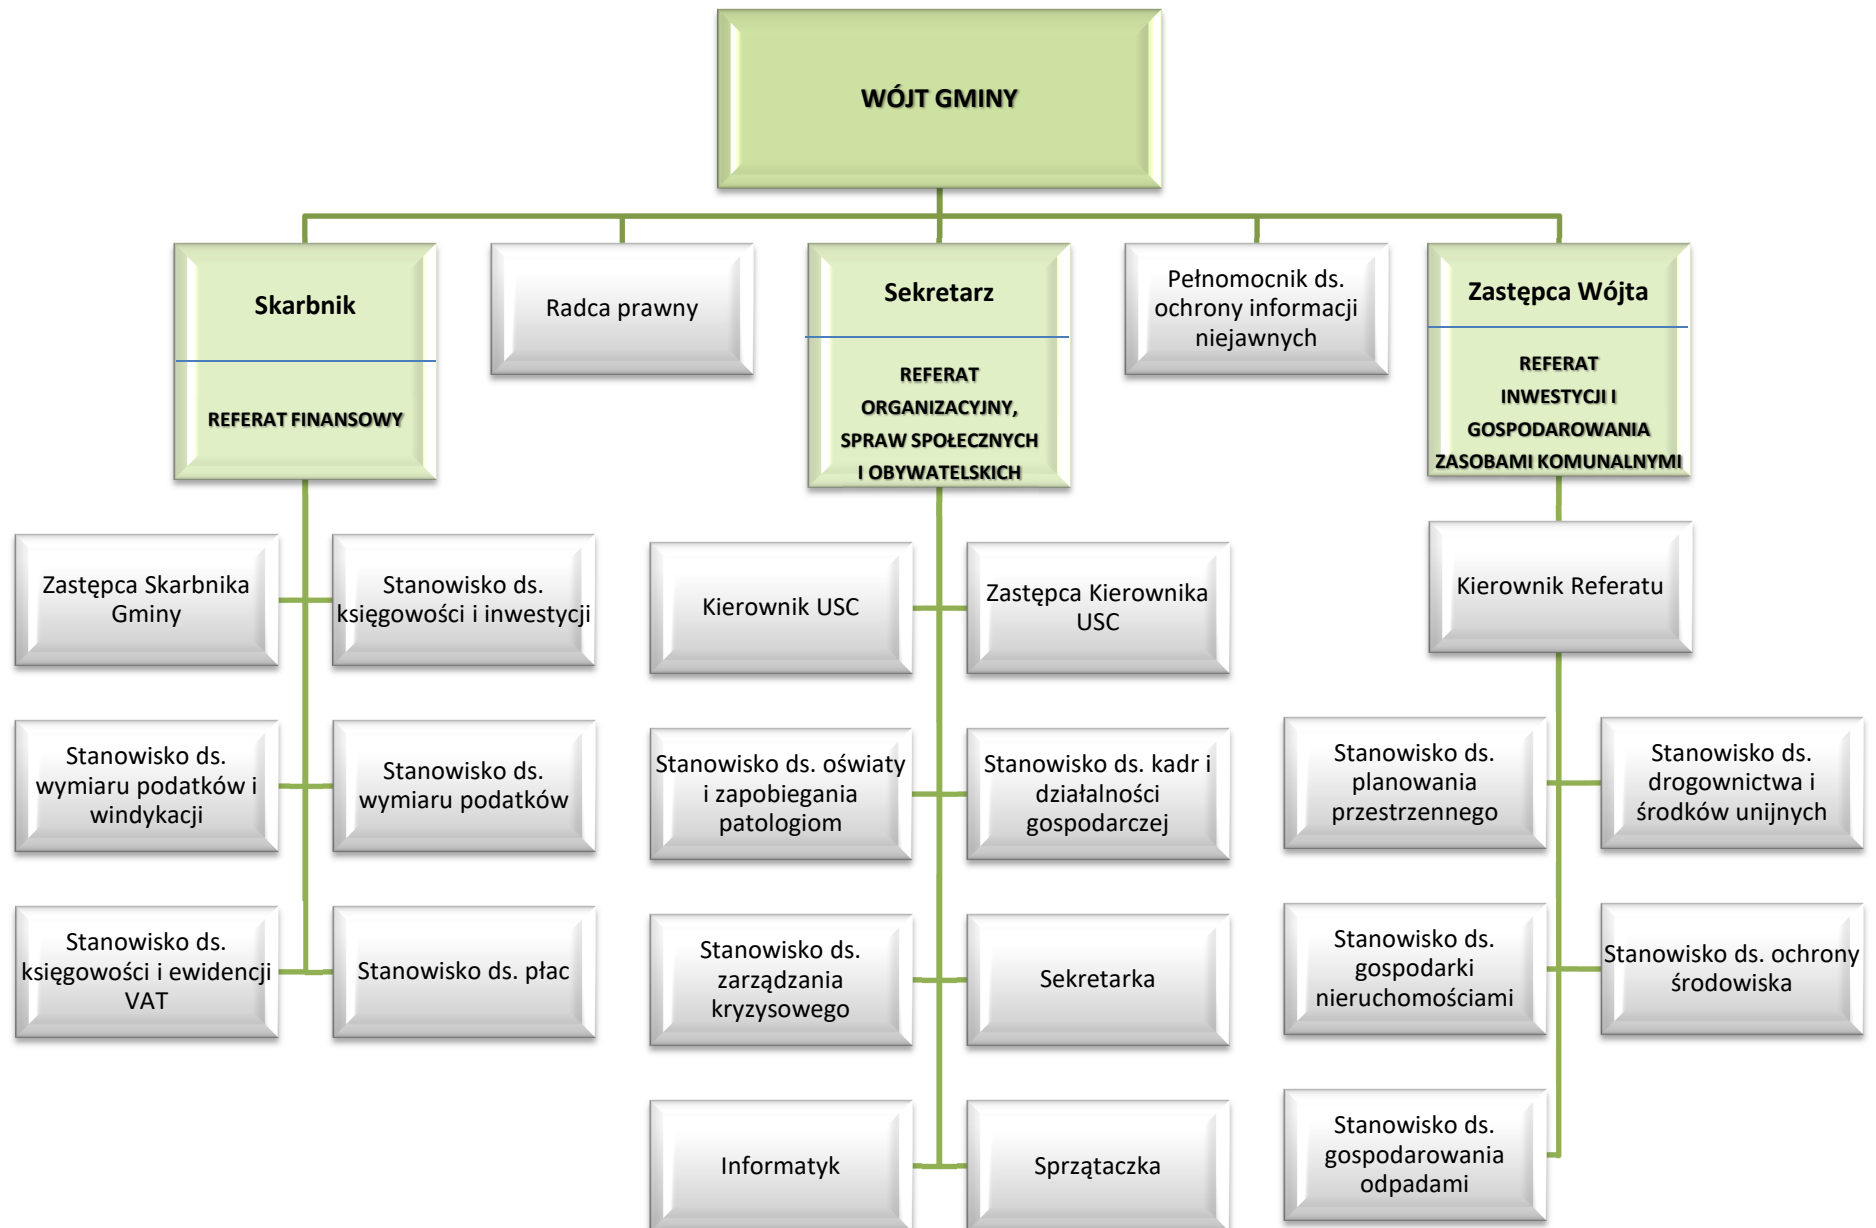 WÓJT GMINY
Skarbnik
REFERAT FINANSOWY
Radca prawny
Sekretarz
REFERAT
ORGANIZACYJNY,
SPRAW SPOŁECZNYCH
I OBYWATELSKICH
Pełnomocnik ds.
ochrony informacji
niejawnych
Zastępca Wójta
REFERAT
INWESTYCJI I
GOSPODAROWANIA
ZASOBAMI KOMUNALNYMI
Zastępca Skarbnika
Gminy
Stanowisko ds.
księgowości i inwestycji
Stanowisko ds.
wymiaru podatków i
windykacji
Stanowisko ds.
wymiaru podatków
Stanowisko ds.
księgowości i ewidencji
VAT
Stanowisko ds. płac
Kierownik USC
Zastępca Kierownika
USC
Stanowisko ds. oświaty
i zapobiegania
patologiom
Stanowisko ds. kadr i
działalności
gospodarczej
Stanowisko ds.
zarządzania
kryzysowego
Sekretarka
Informatyk
Sprzątaczka
Kierownik Referatu
Stanowisko ds.
planowania
przestrzennego
Stanowisko ds.
drogownictwa i
środków unijnych
Stanowisko ds.
gospodarki
nieruchomościami
Stanowisko ds. ochrony
środowiska
Stanowisko ds.
gospodarowania
odpadami